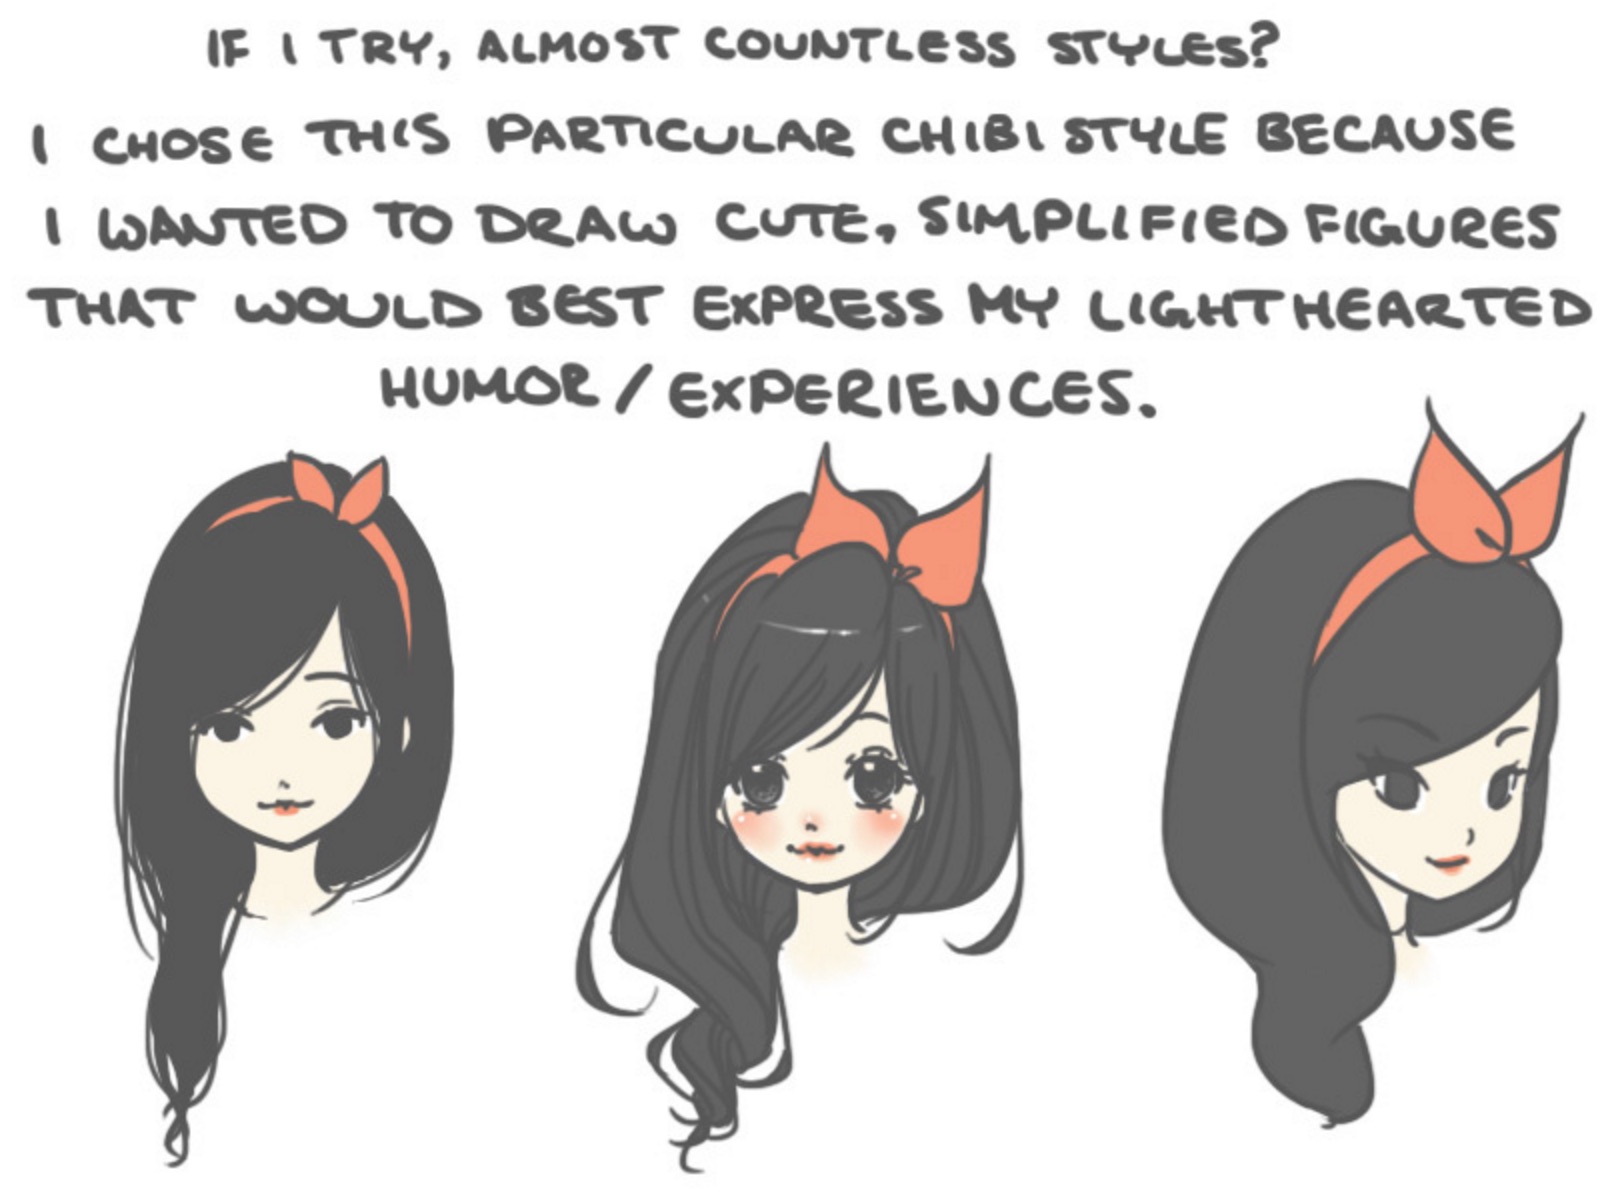 IF I TRY, ALMOST COUNTLESS STYLES?
I CHOSE THIS PARTICULAR CHIBI STYLE BECAUSE
I WANTED TO DRAW CUTE, SIMPLIFIED FIGURES
THAT WOULD BEST EXPRESS MY LIGHTHEARTED
HUMOR/EXPERIENCES.